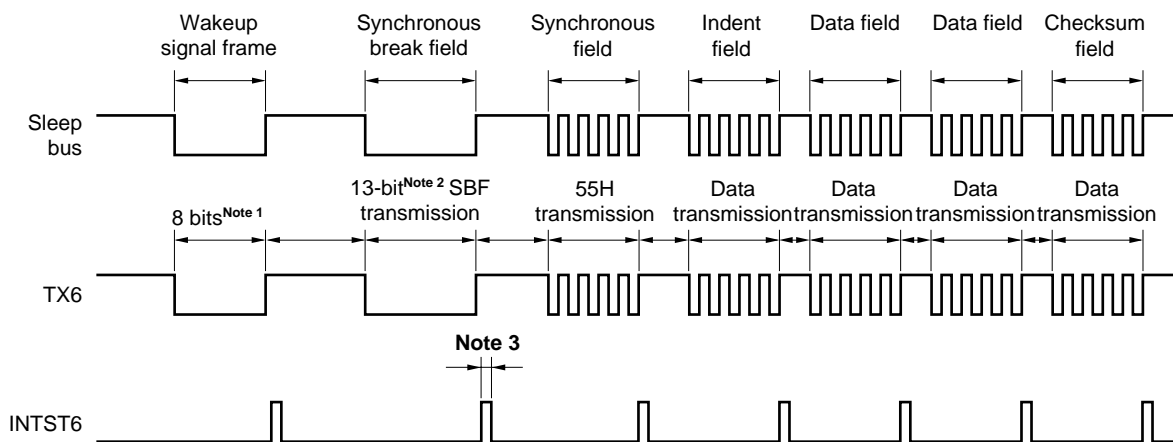 Wakeup
signal frame
Synchronous
break field
Synchronous
field
Indent
field
Data field
Data field
Checksum
field
Sleep
bus
8 bitsNote 1
13-bitNote 2 SBF
transmission
55H
transmission
Data
transmission
Data
transmission
Data
transmission
Data
transmission
TX6
Note 3
INTST6